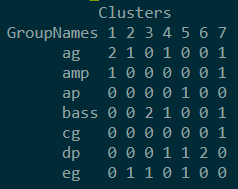 Clusters
GroupNames 1 2 3 4 5 6 7
ag 2 1 0 1 0 0 1
amp 1 0 0 0 0 0 1
ap 0 0 0 0 1 0 0
bass 0 0 2 1 0 0 1
cg 0 0 0 0 0 0 1
dp 0 0 0 1 1 2 0
eg 0 1 1 0 1 0 0